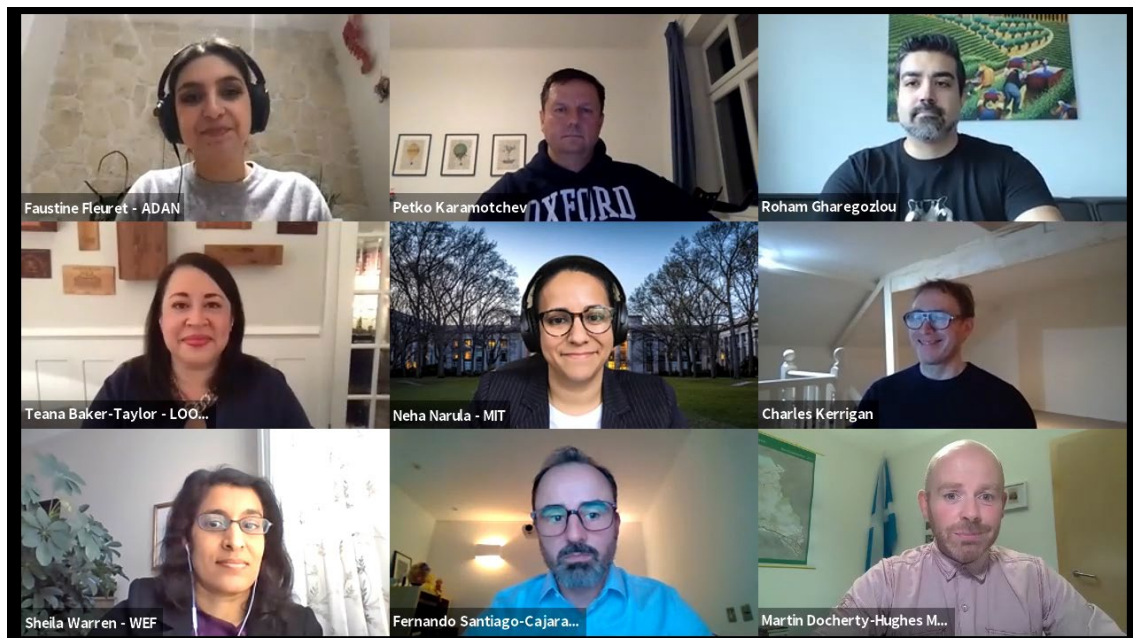 Faustine Fleuret - ADAN
OXFORD
Petko Karamotchev
Roham Gharegozlou
Teana Baker-Taylor - LOO...
Neha Narula - MIT
Charles Kerrigan
Sheila Warren - WEF
Fernando Santiago-Cajara...
Martin Docherty-Hughes M...